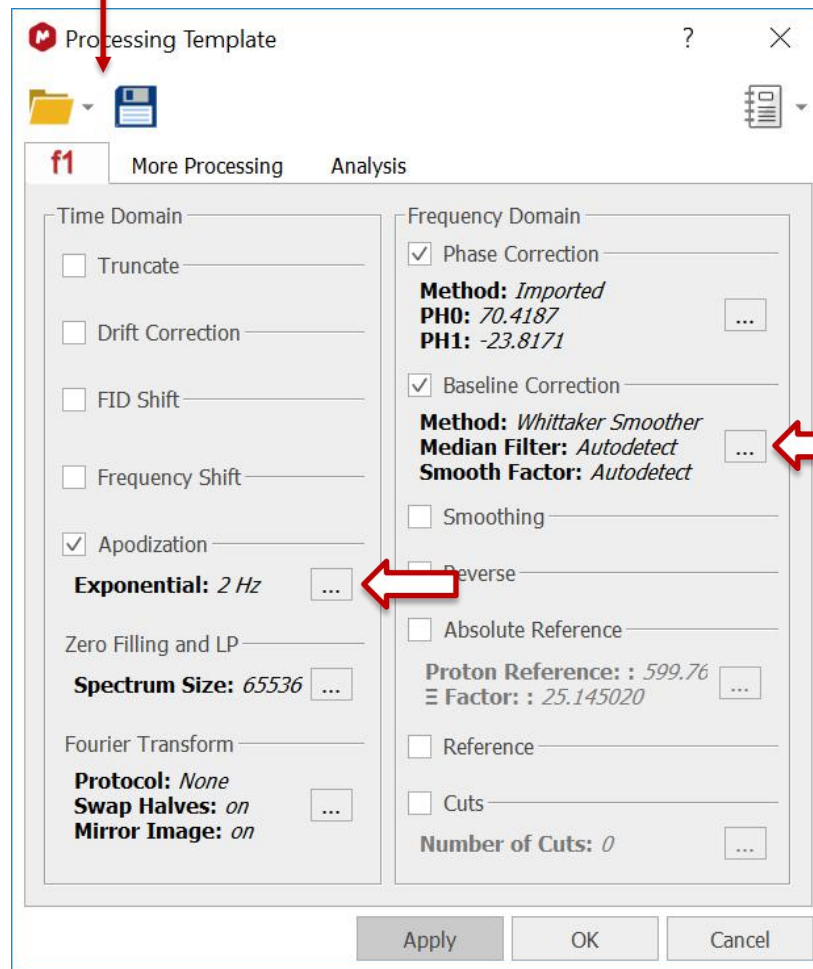 Processing Template
?
f1
More Processing
Analysis
Time Domain
Truncate
Drift Correction
FID Shift
Frequency Shift
Apodization
Exponential: 2 Hz
...
Zero Filling and LP
Spectrum Size: 65536
...
Fourier Transform
Protocol: None
Swap Halves: on
Mirror Image: on
...
Frequency Domain
Phase Correction
Method: Imported
PH0: 70.4187
PH1: -23.8171
...
Baseline Correction
Method: Whittaker Smoother
Median Filter: Autodetect
Smooth Factor: Autodetect
...
Smoothing
Reverse
Absolute Reference
Proton Reference: : 599.76
Ξ Factor: : 25.145020
...
Reference
Cuts
Number of Cuts: 0
...
Apply
OK
Cancel